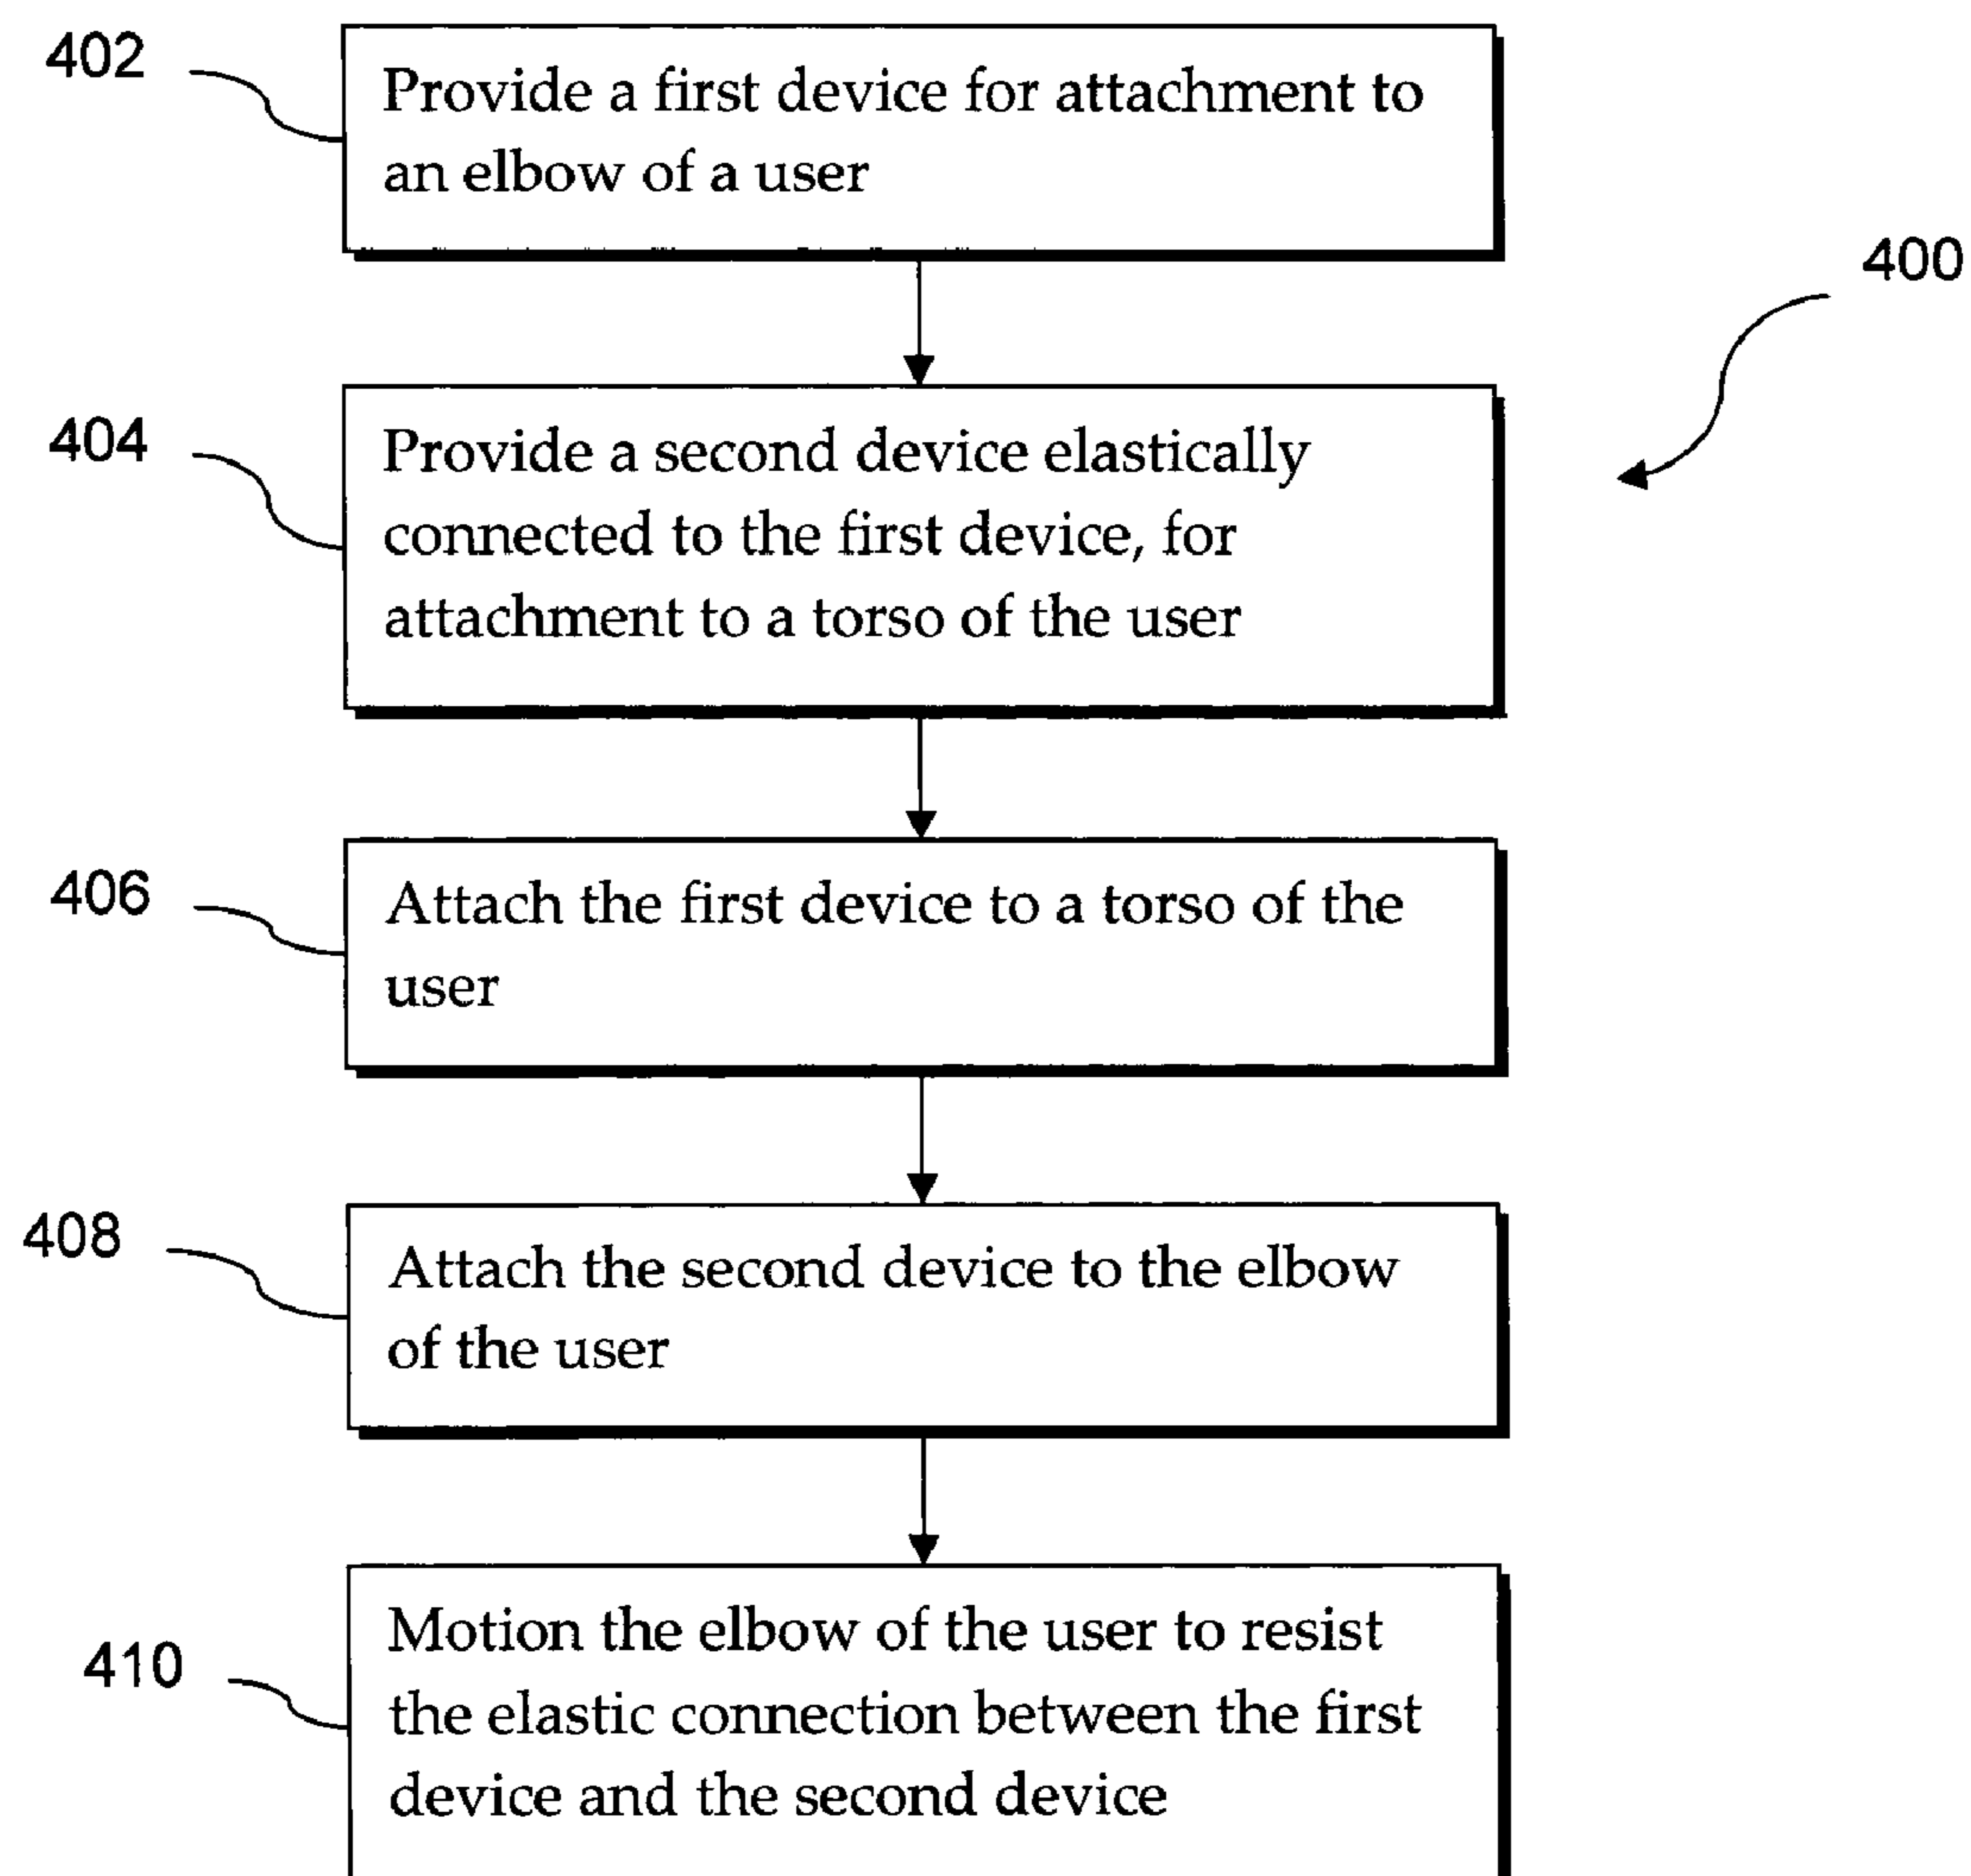 402
Provide a first device for attachment to
an elbow of a user
400
404
Provide a second device elastically
connected to the first device, for
attachment to a torso of the user
406
Attach the first device to a torso of the
user
408
Attach the second device to the elbow
of the user
410
Motion the elbow of the user to resist
the elastic connection between the first
device and the second device